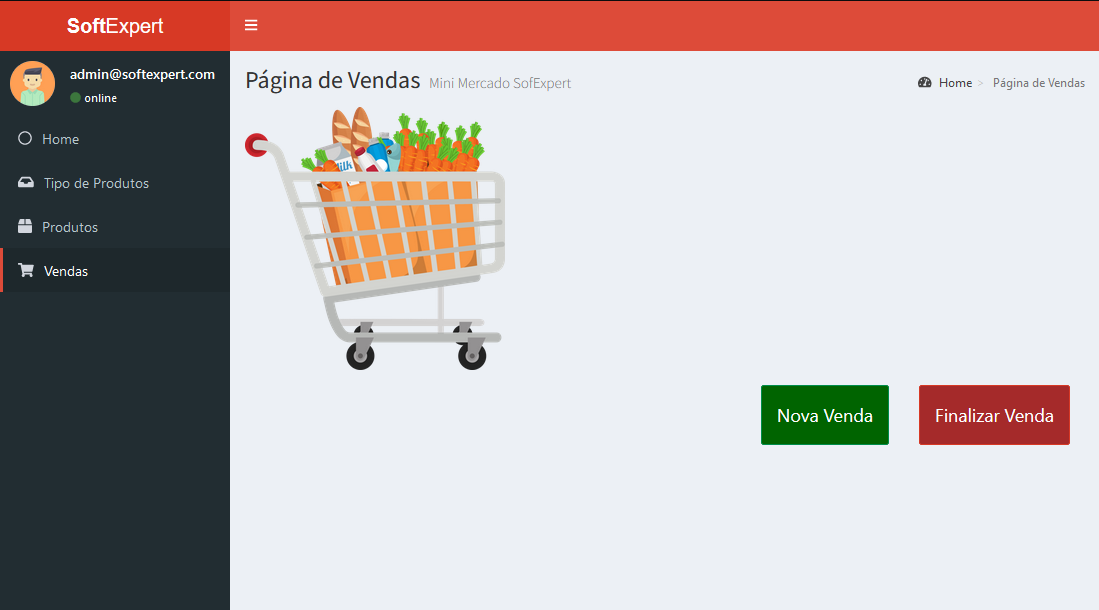 SoftExpert
admin@softexpert.com
online
Home
Tipo de Produtos
Produtos
Vendas
Página de Vendas Mini Mercado SofExpert
Home > Página de Vendas
ilk
Nova Venda
Finalizar Venda